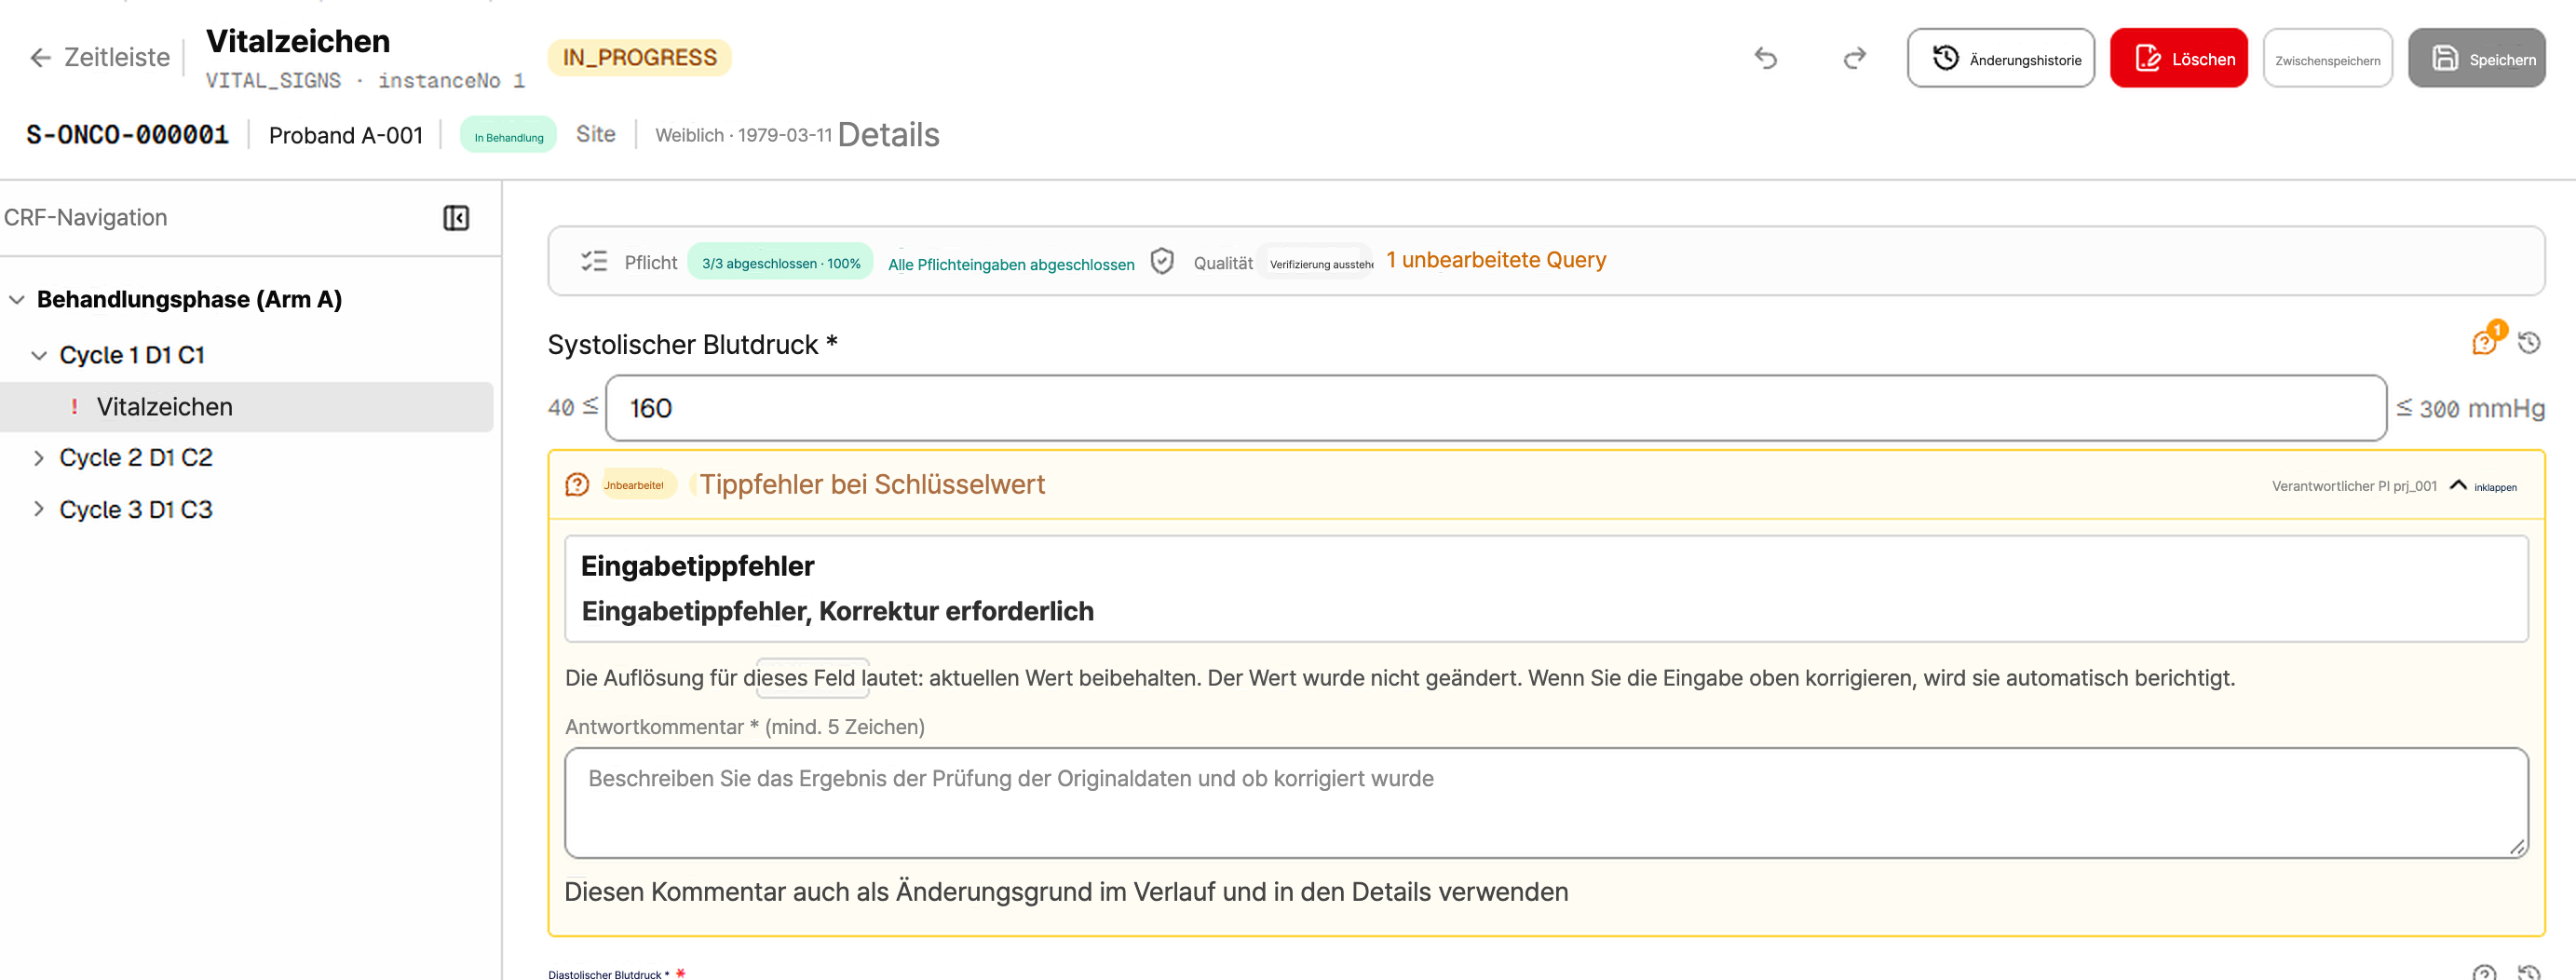 Zeitleiste
Vitalzeichen
VITAL_SIGNS · instanceNo 1
IN_PROGRESS
Änderungshistorie
Löschen
Zwischenspeichern
Speichern
S-ONCO-000001
Proband A-001
In Behandlung
Site
Weiblich · 1979-03-11
Details
CRF-Navigation
Behandlungsphase (Arm A)
Cycle 1 D1 C1
! Vitalzeichen
Cycle 2 D1 C2
Cycle 3 D1 C3
Pflicht
3/3 abgeschlossen · 100%
Alle Pflichteingaben abgeschlossen
Qualität
Verifizierung aussteh
1 unbearbeitete Query
Systolischer Blutdruck *
1
40 ≤
160
≤ 300 mmHg
Unbearbeitet
Tippfehler bei Schlüsselwert
Verantwortlicher PI prj_001
inklappen
Eingabetippfehler
Eingabetippfehler, Korrektur erforderlich
Die Auflösung für dieses Feld lautet: aktuellen Wert beibehalten. Der Wert wurde nicht geändert. Wenn Sie die Eingabe oben korrigieren, wird sie automatisch berichtigt.
Antwortkommentar * (mind. 5 Zeichen)
Beschreiben Sie das Ergebnis der Prüfung der Originaldaten und ob korrigiert wurde
Diesen Kommentar auch als Änderungsgrund im Verlauf und in den Details verwenden
Diastolischer Blutdruck * *